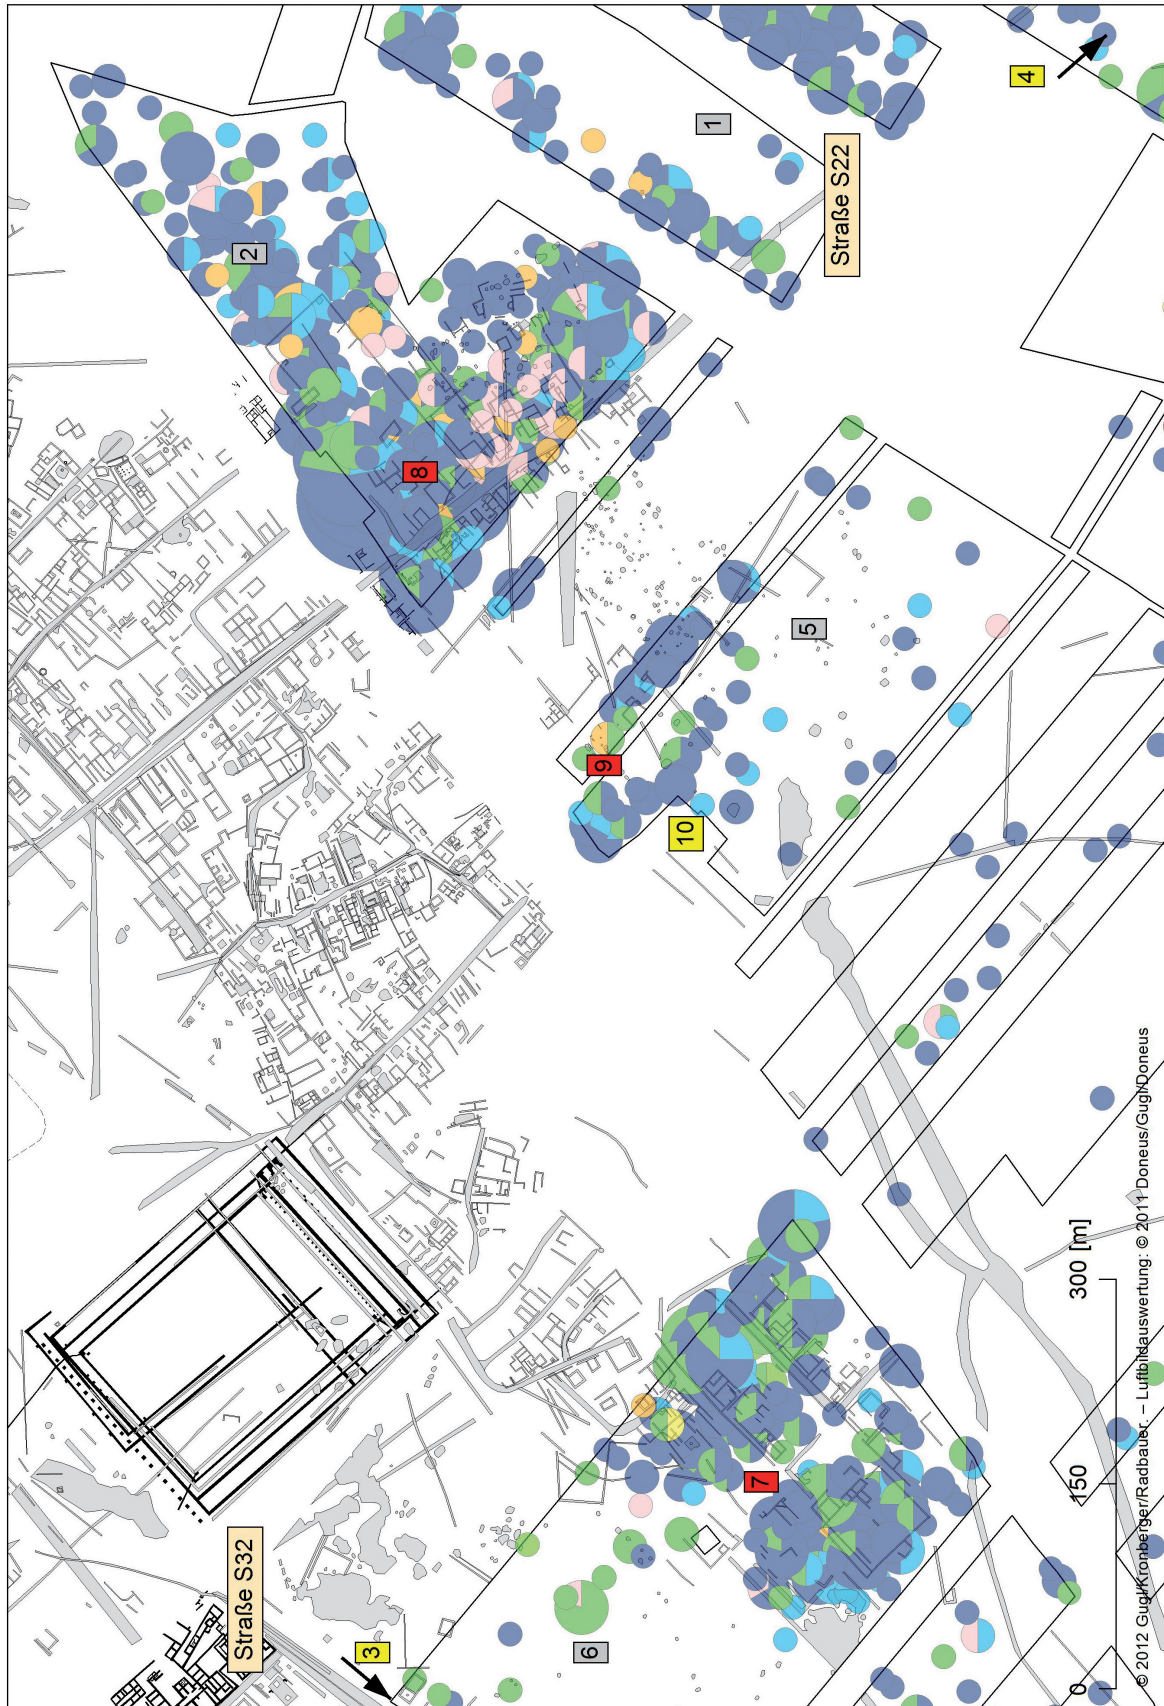 Straße S32
3
6
7
8
2
1
Straße S22
4
9
10
5
0 150 300 [m]
© 2012 Gugl/Kronberger/Radbauer. – Luftbildauswertung: © 2011 Doneus/Gugl/Doneus